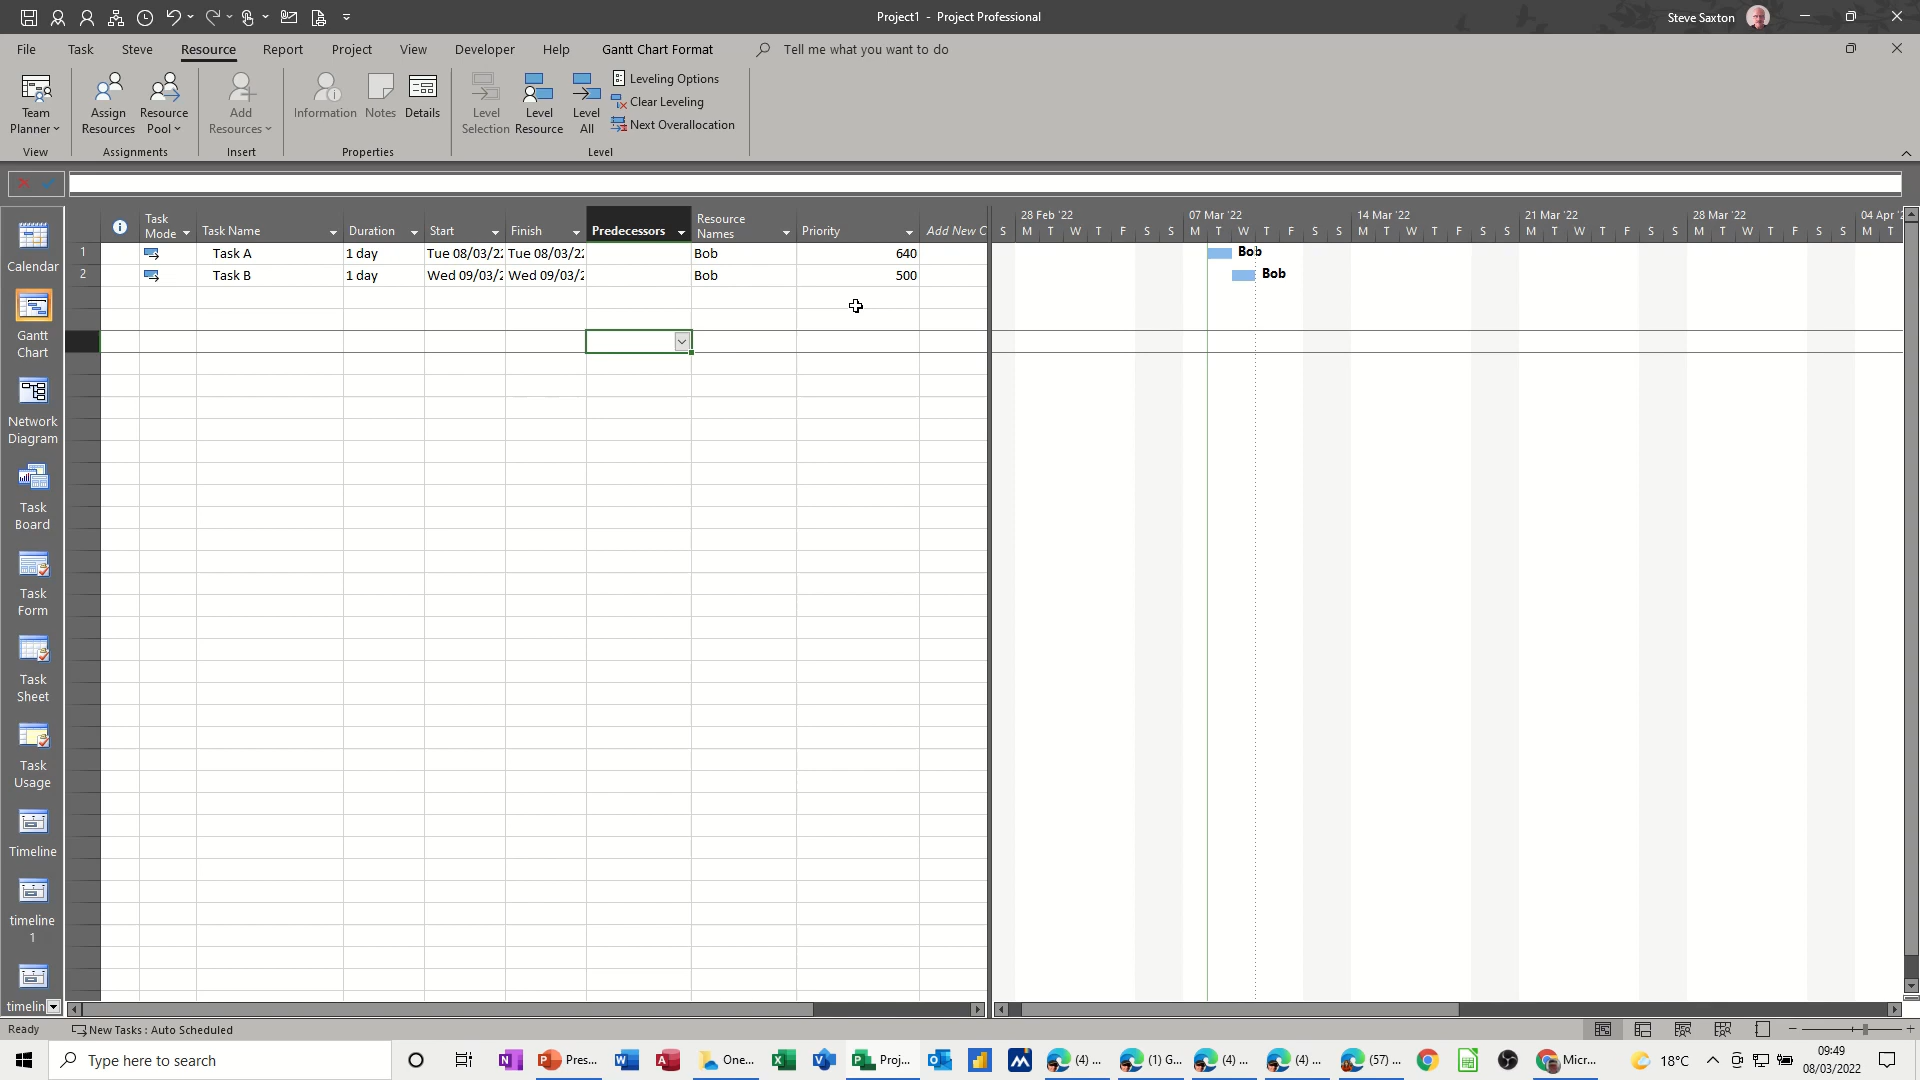 Project1 - Project Professional
Steve Saxton
File Task Steve Resource Report Project View Developer Help Gantt Chart Format Tell me what you want to do
Team Planner
Assign Resources
Resource Pool
Add Resources
Information
Notes
Details
Level Selection
Level Resource
Level All
Leveling Options
Clear Leveling
Next Overallocation
View Assignments Insert Properties Level
Task Mode
Task Name
Duration
Start
Finish
Predecessors
Resource Names
Priority
Add New C
1 Task A 1 day Tue 08/03/22 Tue 08/03/22 Bob 640
2 Task B 1 day Wed 09/03/2 Wed 09/03/2 Bob 500
28 Feb '22 07 Mar '22 14 Mar '22 21 Mar '22 28 Mar '22 04 Apr '
S M T W T F S S M T W T F S S M T W T F S S M T W T F S S M T W T F S S M T
Bob
Bob
Calendar
Gantt Chart
Network Diagram
Task Board
Task Form
Task Sheet
Task Usage
Timeline
timeline 1
timelin
Ready New Tasks : Auto Scheduled
Type here to search
Pres...
One...
Proj...
(4) ...
(1) G...
(4) ...
(4) ...
(57) ...
Micr...
18°C
09:49
08/03/2022